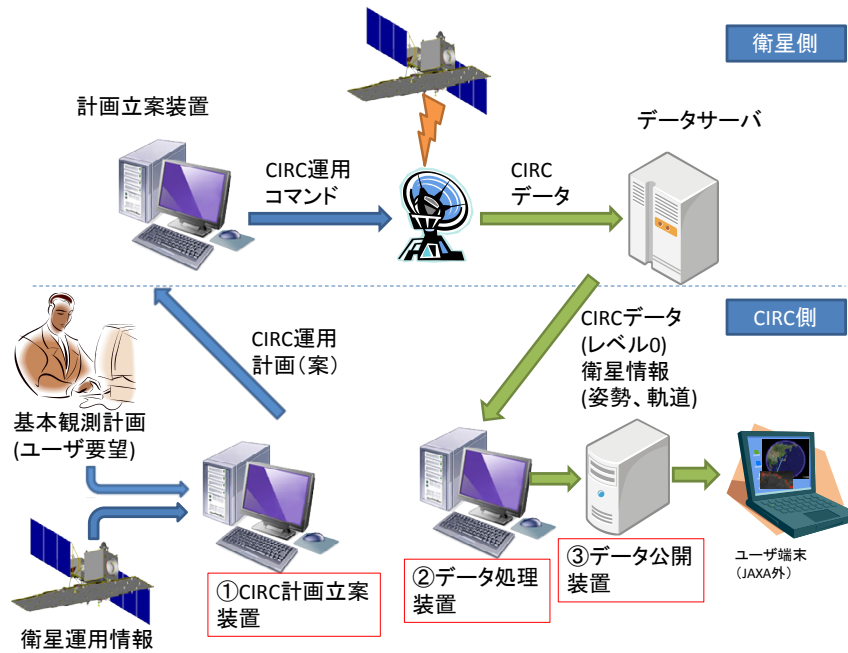 衛星側
計画立案装置
データサーバ
CIRC運用
コマンド
CIRC
データ
CIRC側
CIRC運用
計画(案)
CIRCデータ
(レベル0)
衛星情報
(姿勢、軌道)
基本観測計画
(ユーザ要望)
衛星運用情報
①CIRC計画立案
装置
②データ処理
装置
③データ公開
装置
ユーザ端末
(JAXA外)